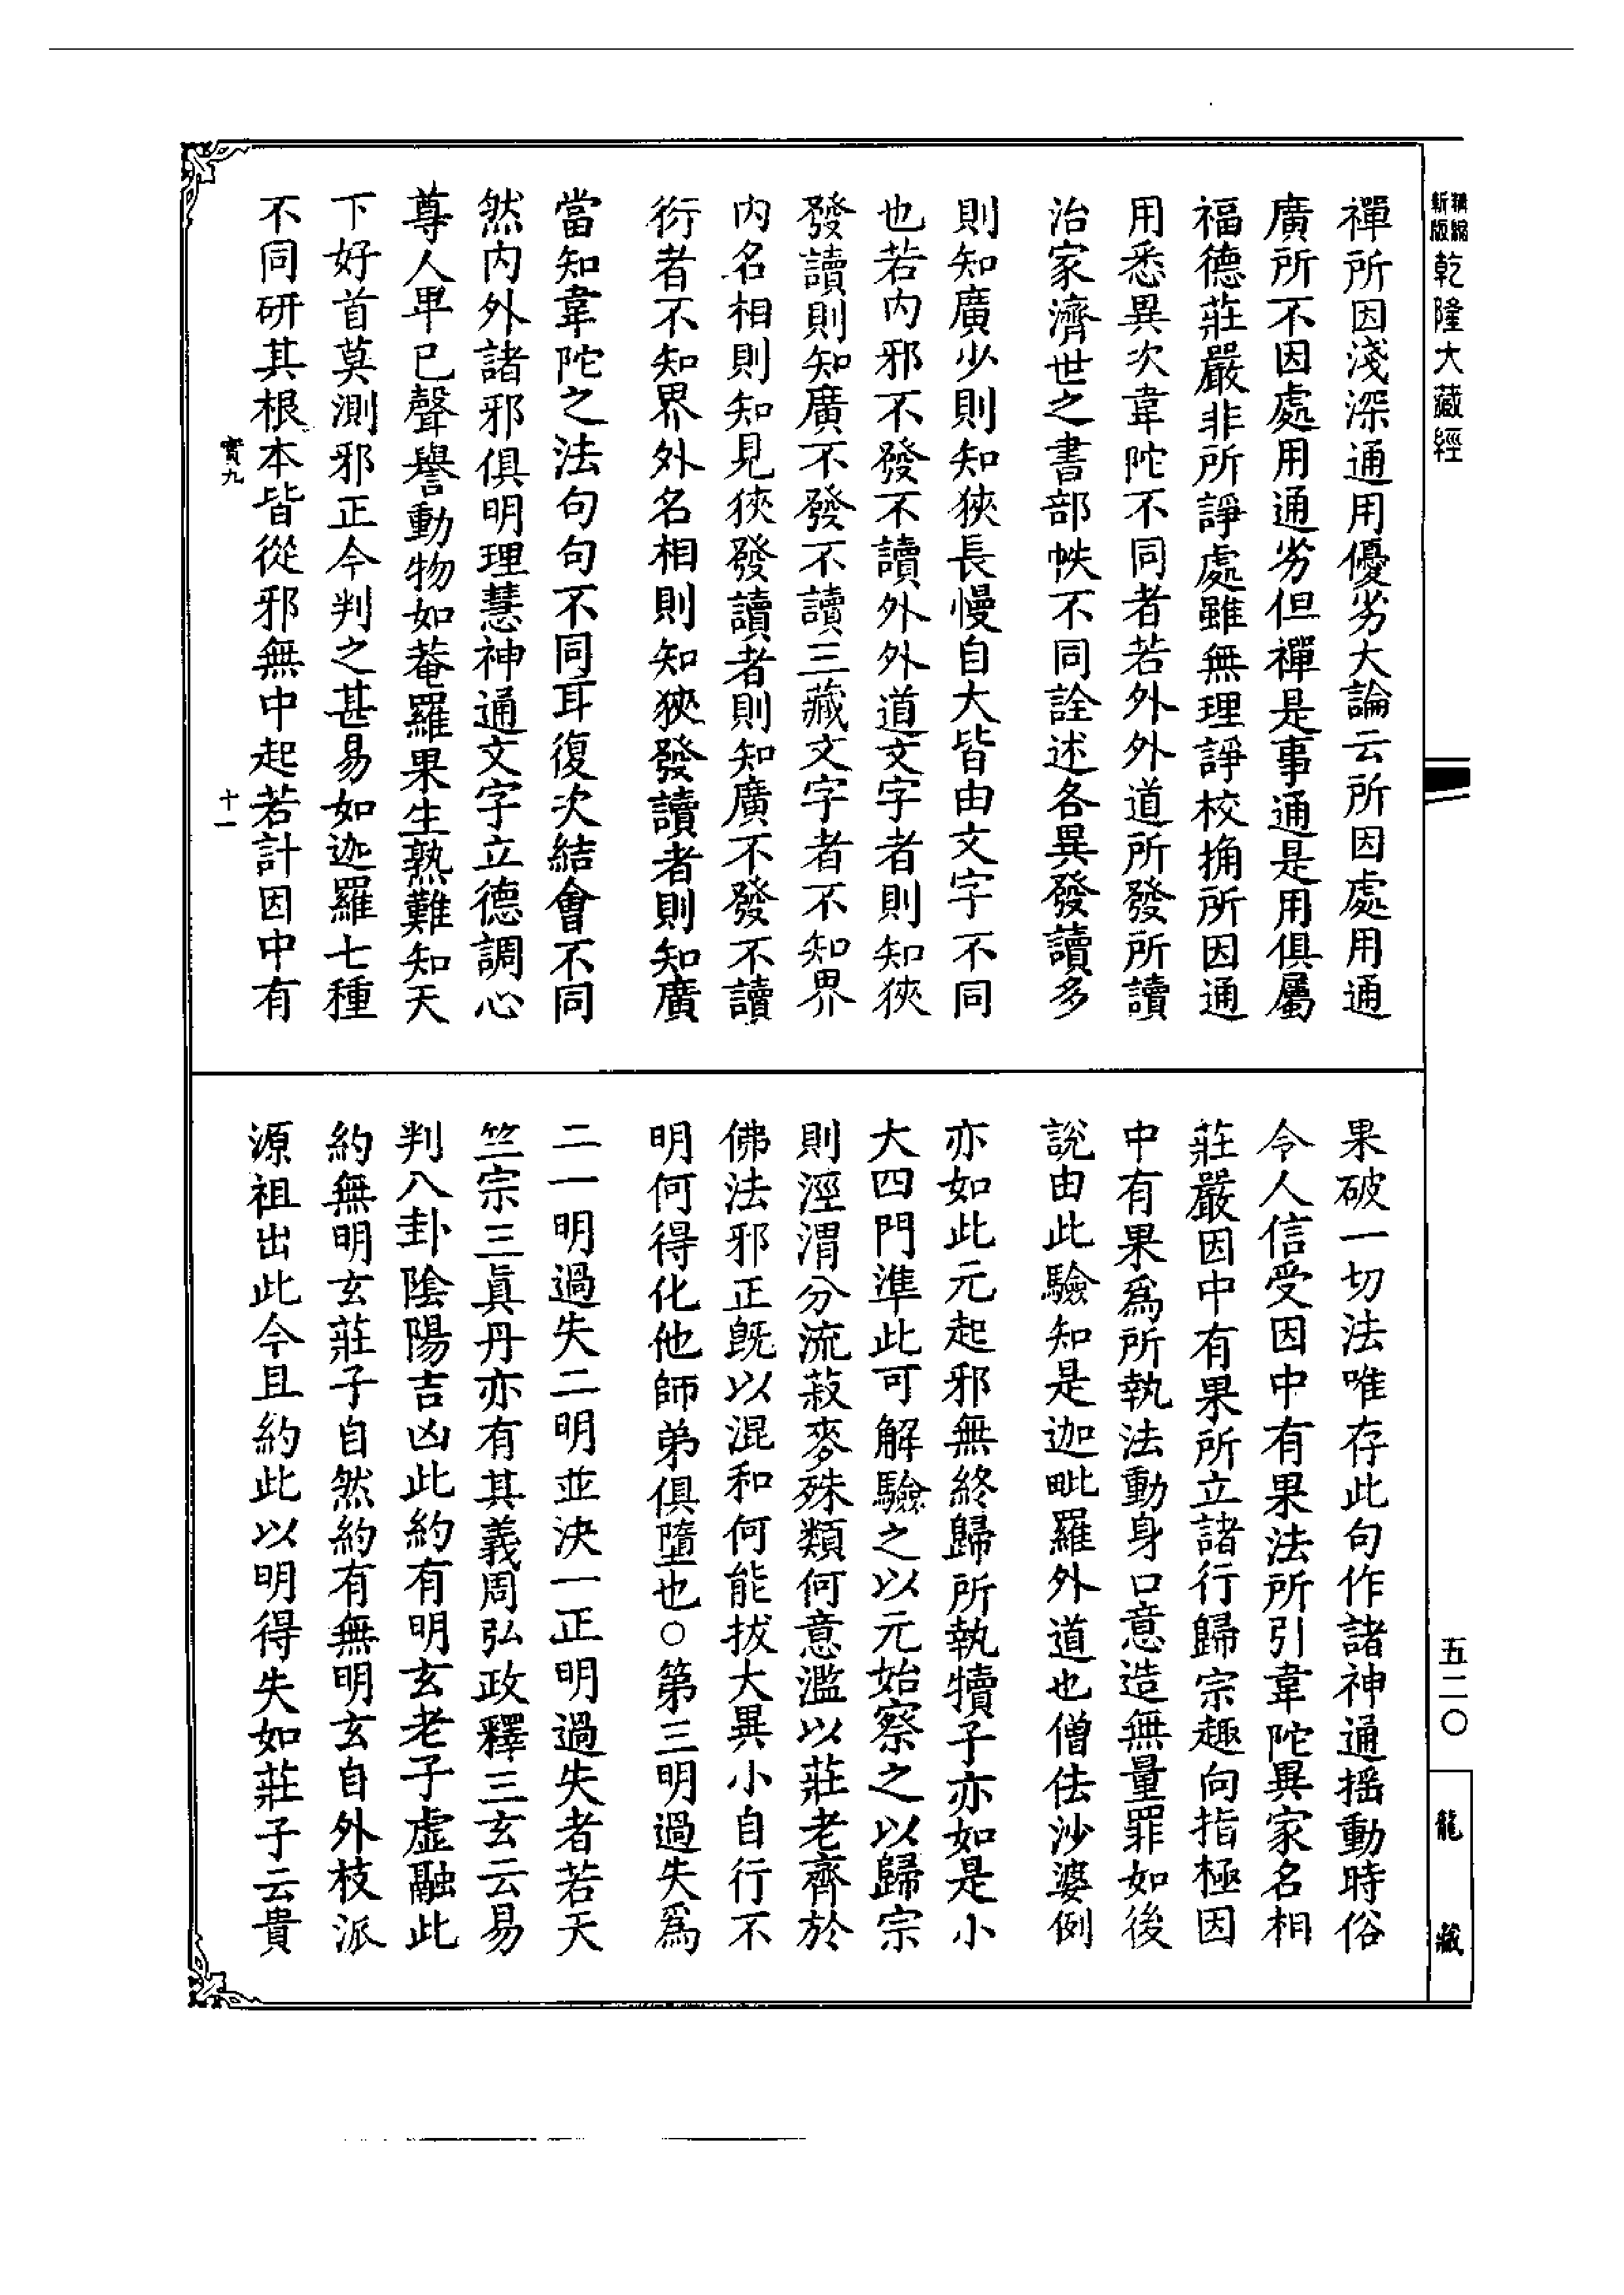 精縮新版乾隆大藏經
禪所因淺深通用優劣大論云所因處用通
廣所不因處用通劣但禪是事通是用俱屬
福德莊嚴非所諍處雖無理諍校捔所因通
用悉異次韋陀不同者若外外道所發所讀
治家濟世之書部帙不同詮述各異發讀多
則知廣少則知狹長慢自大皆由文字不同
也若內邪不發不讀外外道文字者則知狹
發讀則知廣不發不讀三藏文字者不知界
內名相則知見狹發讀者則知廣不發不讀
衍者不知界外名相則知狹發讀者則知廣
當知韋陀之法句句不同耳復次結會不同
然內外諸邪俱明理慧神通文字立德調心
尊人卑已聲譽動物如菴羅果生熟難知天
下好首莫測邪正今判之甚易如迦羅七種
不同研其根本皆從邪無中起若計因中有
實九
十一
果破一切法唯存此句作諸神通搖動時俗
令人信受因中有果法所引韋陀異家名相
莊嚴因中有果所立諸行歸宗趣向指極因
中有果爲所執法動身口意造無量罪如後
說由此驗知是迦毗羅外道也僧佉沙婆例
亦如此元起邪無終歸所執犢子亦如是小
大四門準此可解驗之以元始察之以歸宗
則涇渭分流菽麥殊類何意濫以莊老齊於
佛法邪正旣以混和何能拔大異小自行不
明何得化他師弟俱墮也○第三明過失爲
二一明過失二明並決一正明過失者若天
竺宗三眞丹亦有其義周弘政釋三玄云易
判八卦陰陽吉凶此約有明玄老子虛融此
約無明玄莊子自然約有無明玄自外枝派
源祖出此今且約此以明得失如莊子云貴
五二〇
龍藏